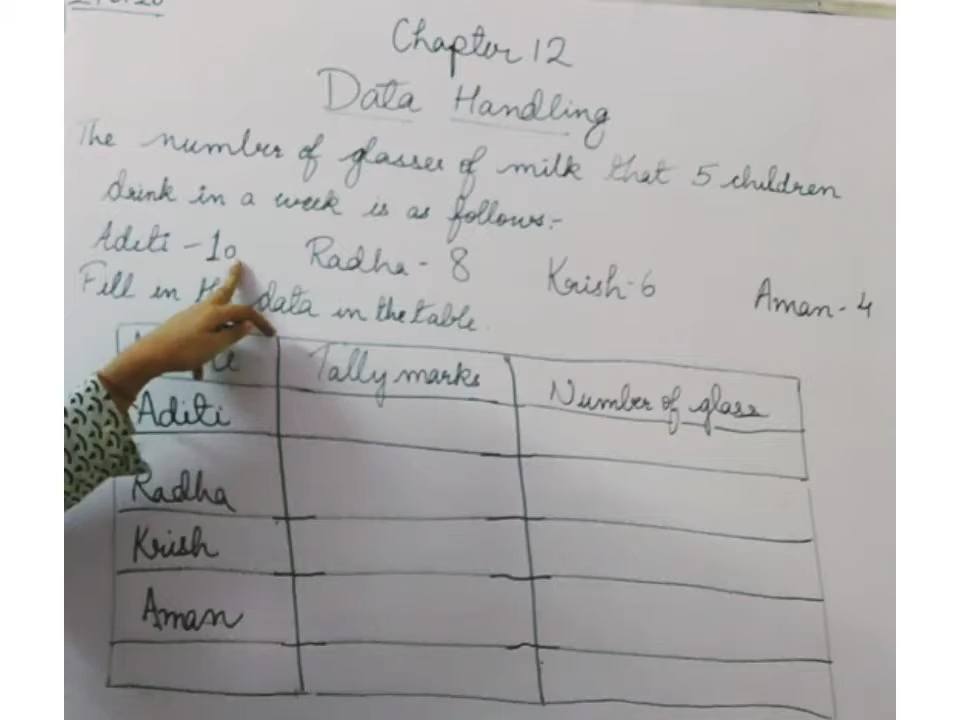 Chapter 12
Data Handling
The number of glasses of milk that 5 children
drink in a week is as follows:-
Aditi - 10 Radha - 8 Krish - 6 Aman - 4
Fill in data in the table.
Tally marks Number of glass
Aditi
Radha
Krish
Aman